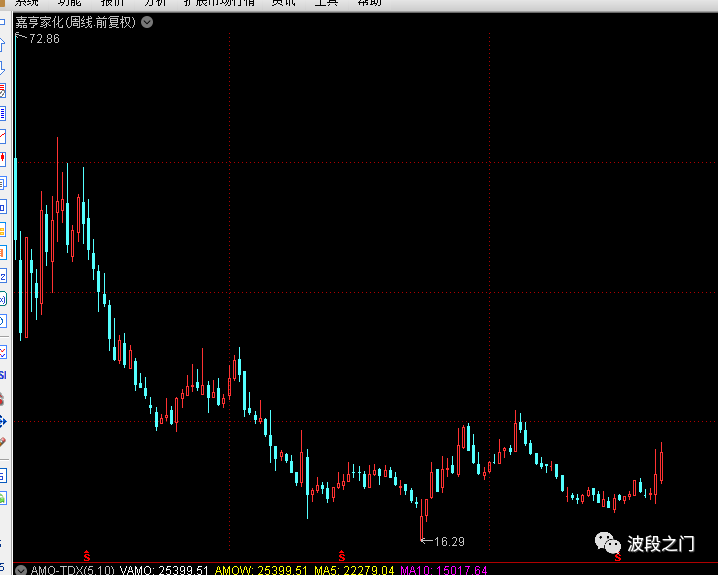 系统 功能 报价 分析 扩展市场行情 资讯 工具 帮助
嘉亨家化(周线.前复权)
72.86
16.29
波段之门
Ŝ Ŝ Ŝ
AMO-TDX(5,10) VAMO: 25399.51 AMOW: 25399.51 MA5: 22279.04 MA10: 15017.64